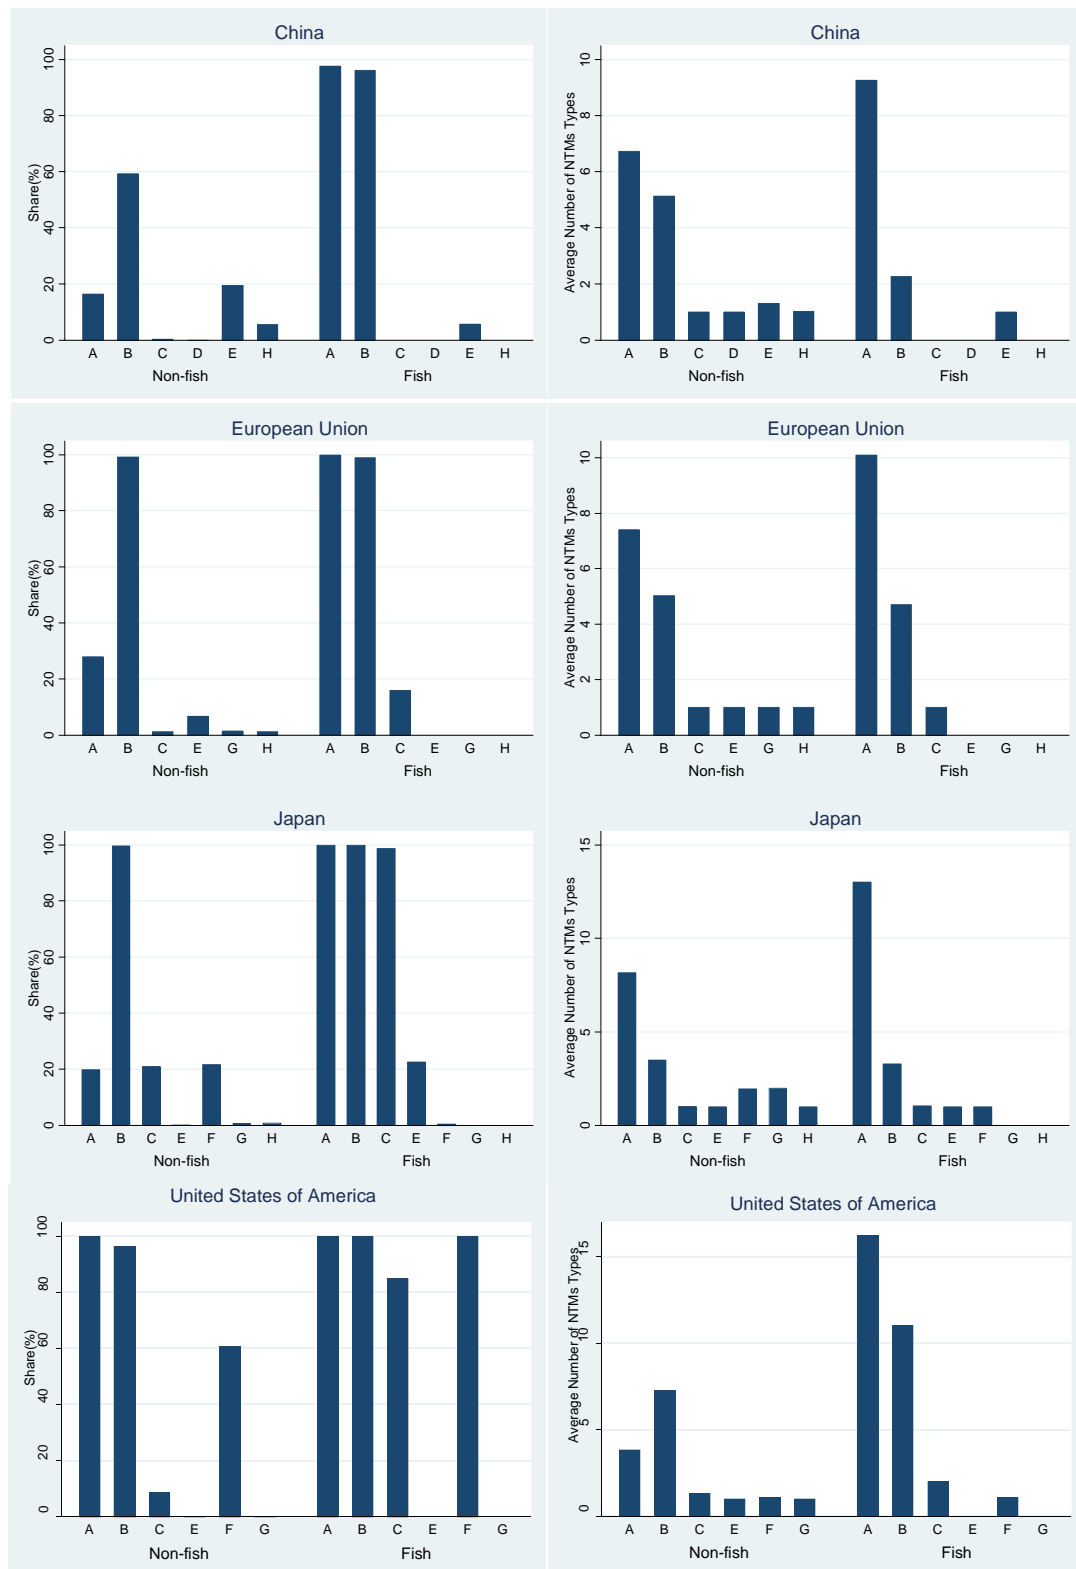 China
Share(%)
0 20 40 60 80 100
A B C D E H A B C D E H
Non-fish Fish
China
Average Number of NTMs Types
0 2 4 6 8 10
A B C D E H A B C D E H
Non-fish Fish
European Union
Share(%)
0 20 40 60 80 100
A B C E G H A B C E G H
Non-fish Fish
European Union
Average Number of NTMs Types
0 2 4 6 8 10
A B C E G H A B C E G H
Non-fish Fish
Japan
Share(%)
0 20 40 60 80 100
A B C E F G H A B C E F G H
Non-fish Fish
Japan
Average Number of NTMs Types
0 5 10 15
A B C E F G H A B C E F G H
Non-fish Fish
United States of America
Share(%)
0 20 40 60 80 100
A B C E F G A B C E F G
Non-fish Fish
United States of America
Average Number of NTMs Types
0 5 10 15
A B C E F G A B C E F G
Non-fish Fish